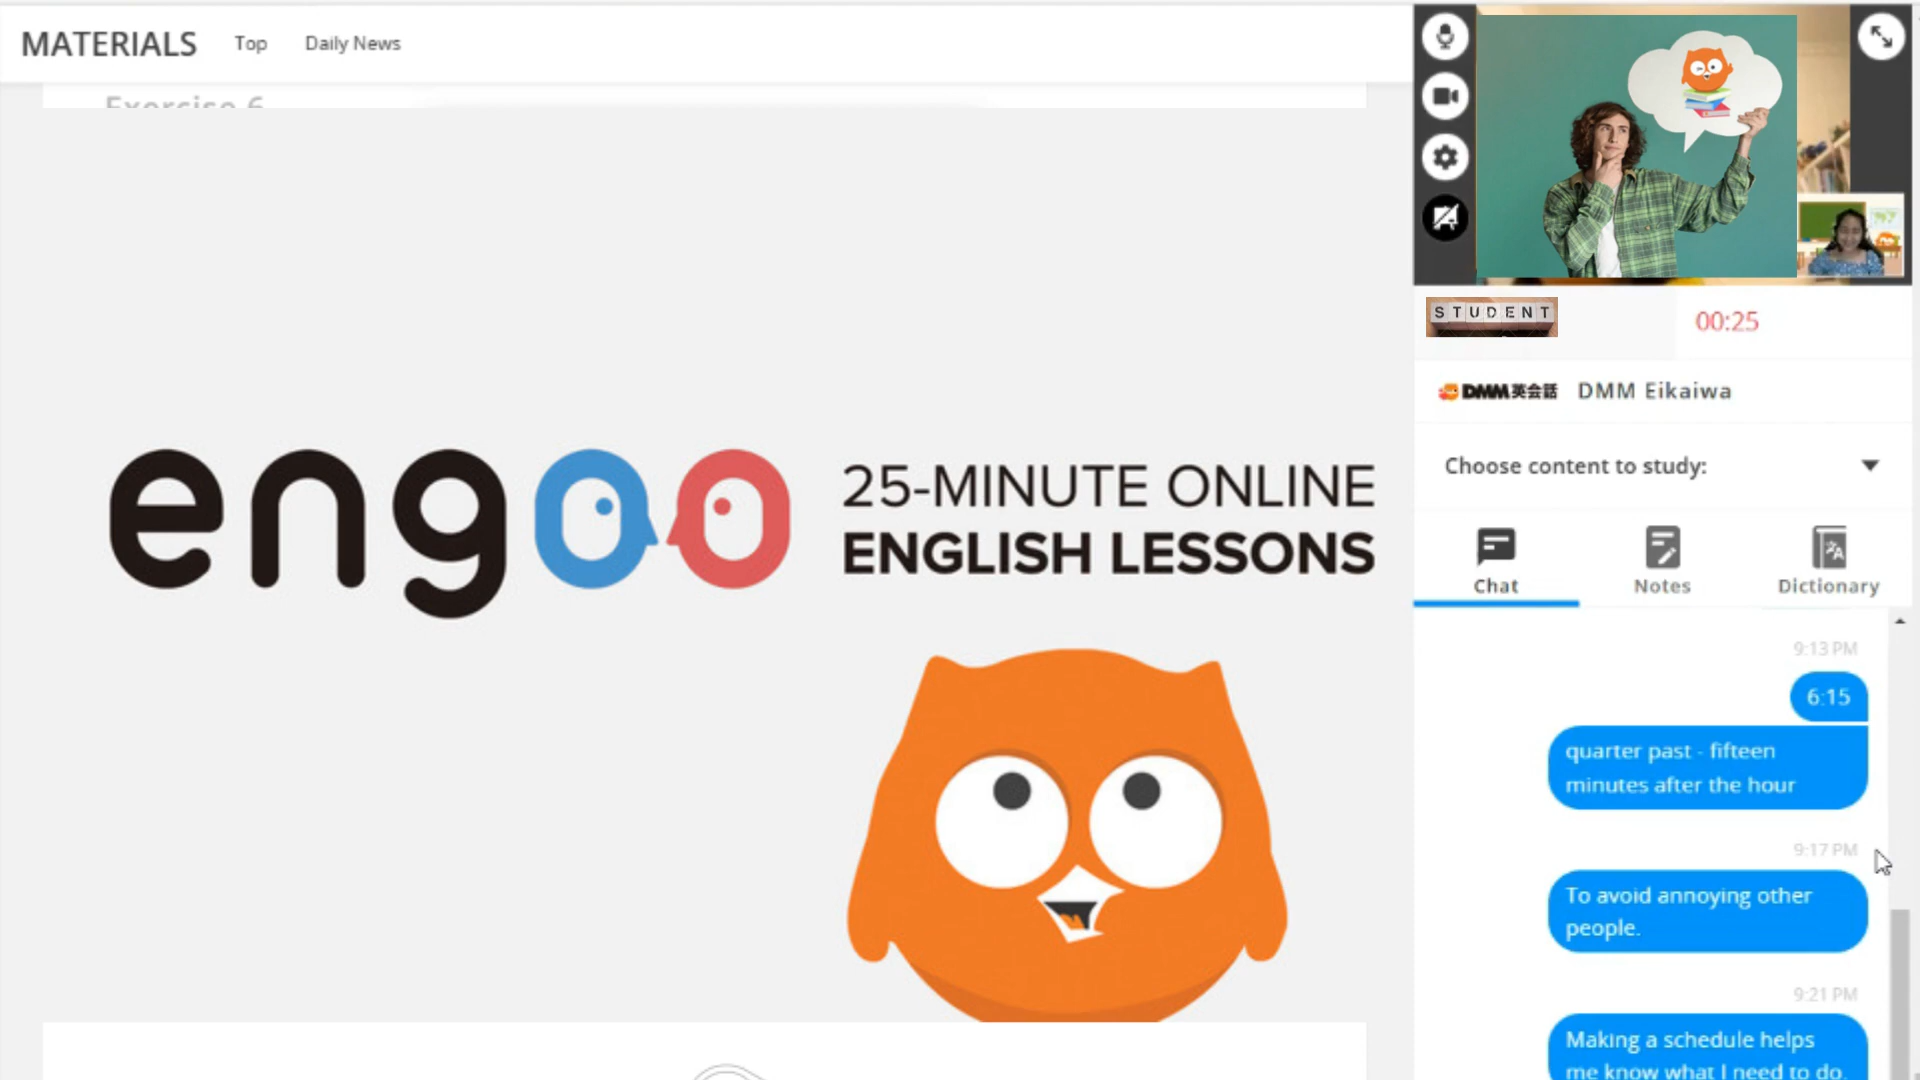 MATERIALS Top Daily News
Exercise 6
engoo
25-MINUTE ONLINE
ENGLISH LESSONS
STUDENT
00:25
DMM英会話 DMM Eikaiwa
Choose content to study:
Chat Notes Dictionary
9:13 PM
6:15
quarter past - fifteen
minutes after the hour
9:17 PM
To avoid annoying other
people.
9:21 PM
Making a schedule helps
me know what I need to do.